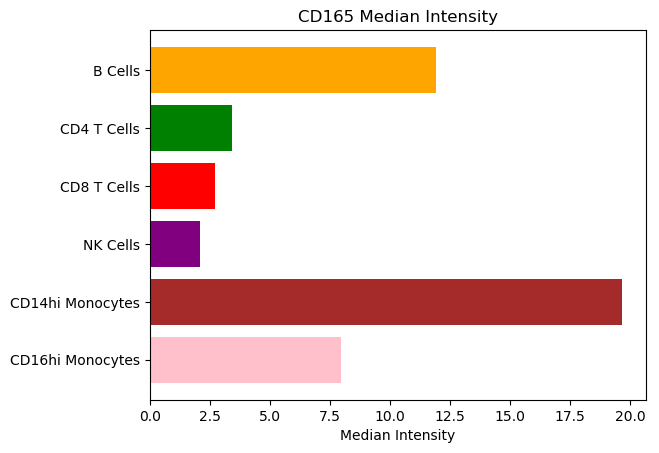 CD165 Median Intensity
B Cells
CD4 T Cells
CD8 T Cells
NK Cells
CD14hi Monocytes
CD16hi Monocytes
0.0 2.5 5.0 7.5 10.0 12.5 15.0 17.5 20.0
Median Intensity